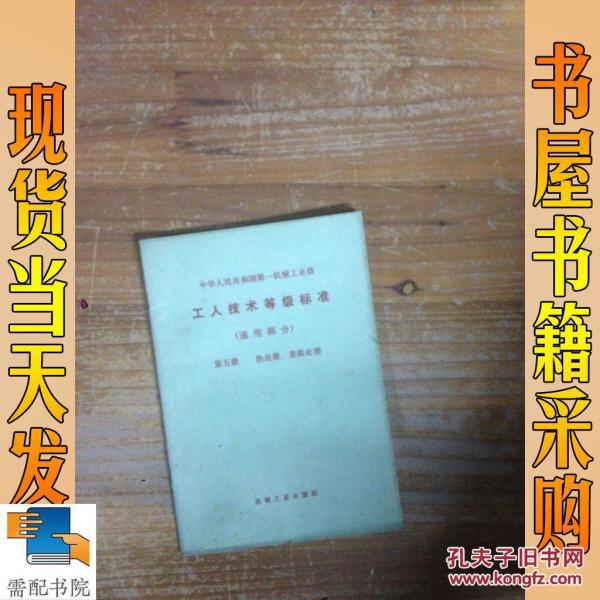 现货当天发
书屋书籍采购
中华人民共和国第一机械工业部
工人技术等级标准
(通用部分)
第五册 热处理、表面处理
机械工业出版社
需配书院
孔夫子旧书网
www.kongfz.com